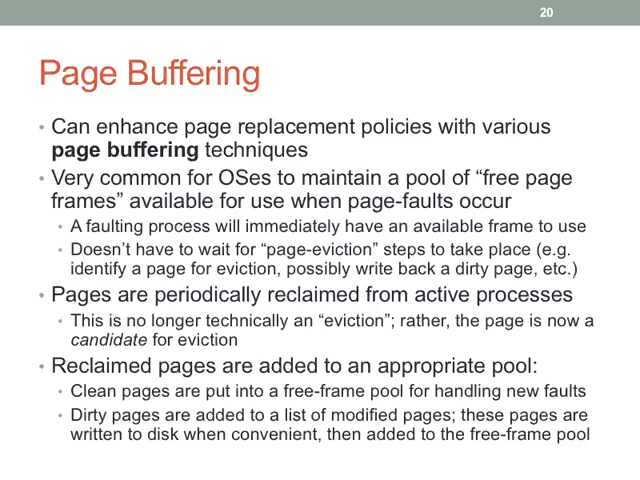 20
Page Buffering
• Can enhance page replacement policies with various
page buffering techniques
• Very common for OSes to maintain a pool of “free page
frames” available for use when page-faults occur
• A faulting process will immediately have an available frame to use
• Doesn’t have to wait for “page-eviction” steps to take place (e.g.
identify a page for eviction, possibly write back a dirty page, etc.)
• Pages are periodically reclaimed from active processes
• This is no longer technically an “eviction”; rather, the page is now a
candidate for eviction
• Reclaimed pages are added to an appropriate pool:
• Clean pages are put into a free-frame pool for handling new faults
• Dirty pages are added to a list of modified pages; these pages are
written to disk when convenient, then added to the free-frame pool